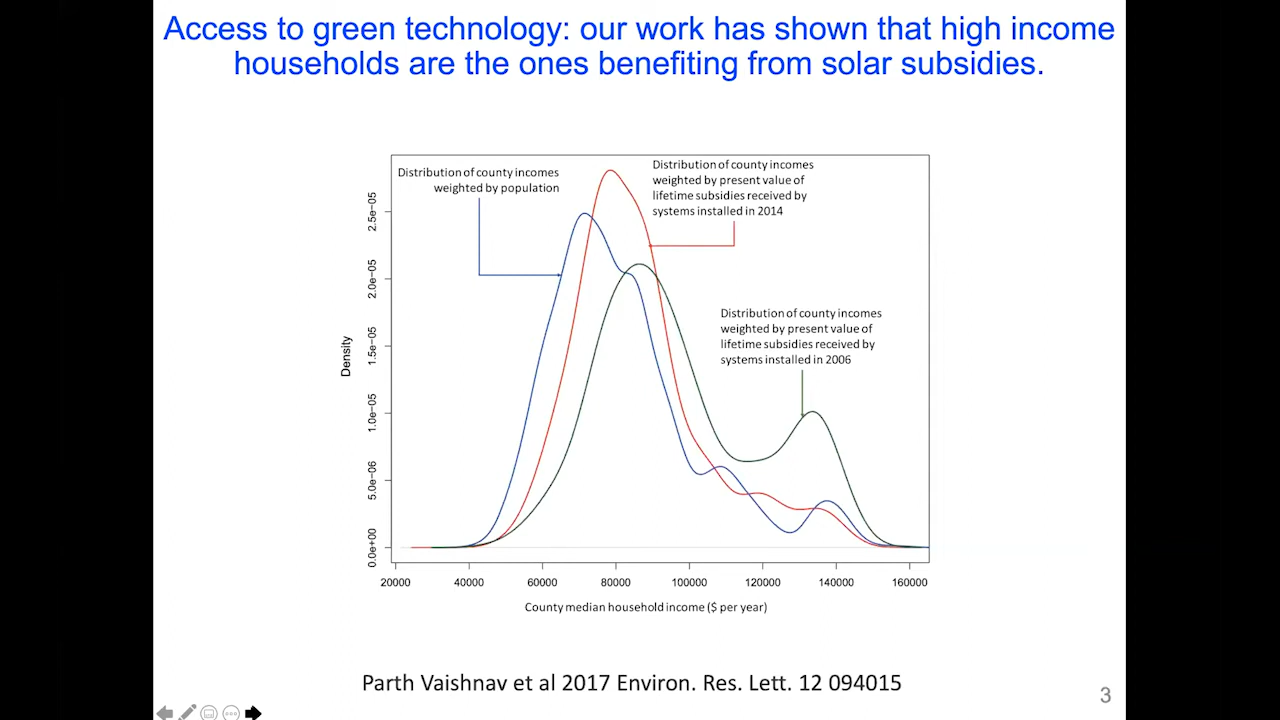 Access to green technology: our work has shown that high income
households are the ones benefiting from solar subsidies.
Distribution of county incomes
weighted by population
Distribution of county incomes
weighted by present value of
lifetime subsidies received by
systems installed in 2014
Distribution of county incomes
weighted by present value of
lifetime subsidies received by
systems installed in 2006
Density
2.5e−05
2.0e−05
1.5e−05
1.0e−05
5.0e−06
0.0e+00
20000 40000 60000 80000 100000 120000 140000 160000
County median household income ($ per year)
Parth Vaishnav et al 2017 Environ. Res. Lett. 12 094015
3